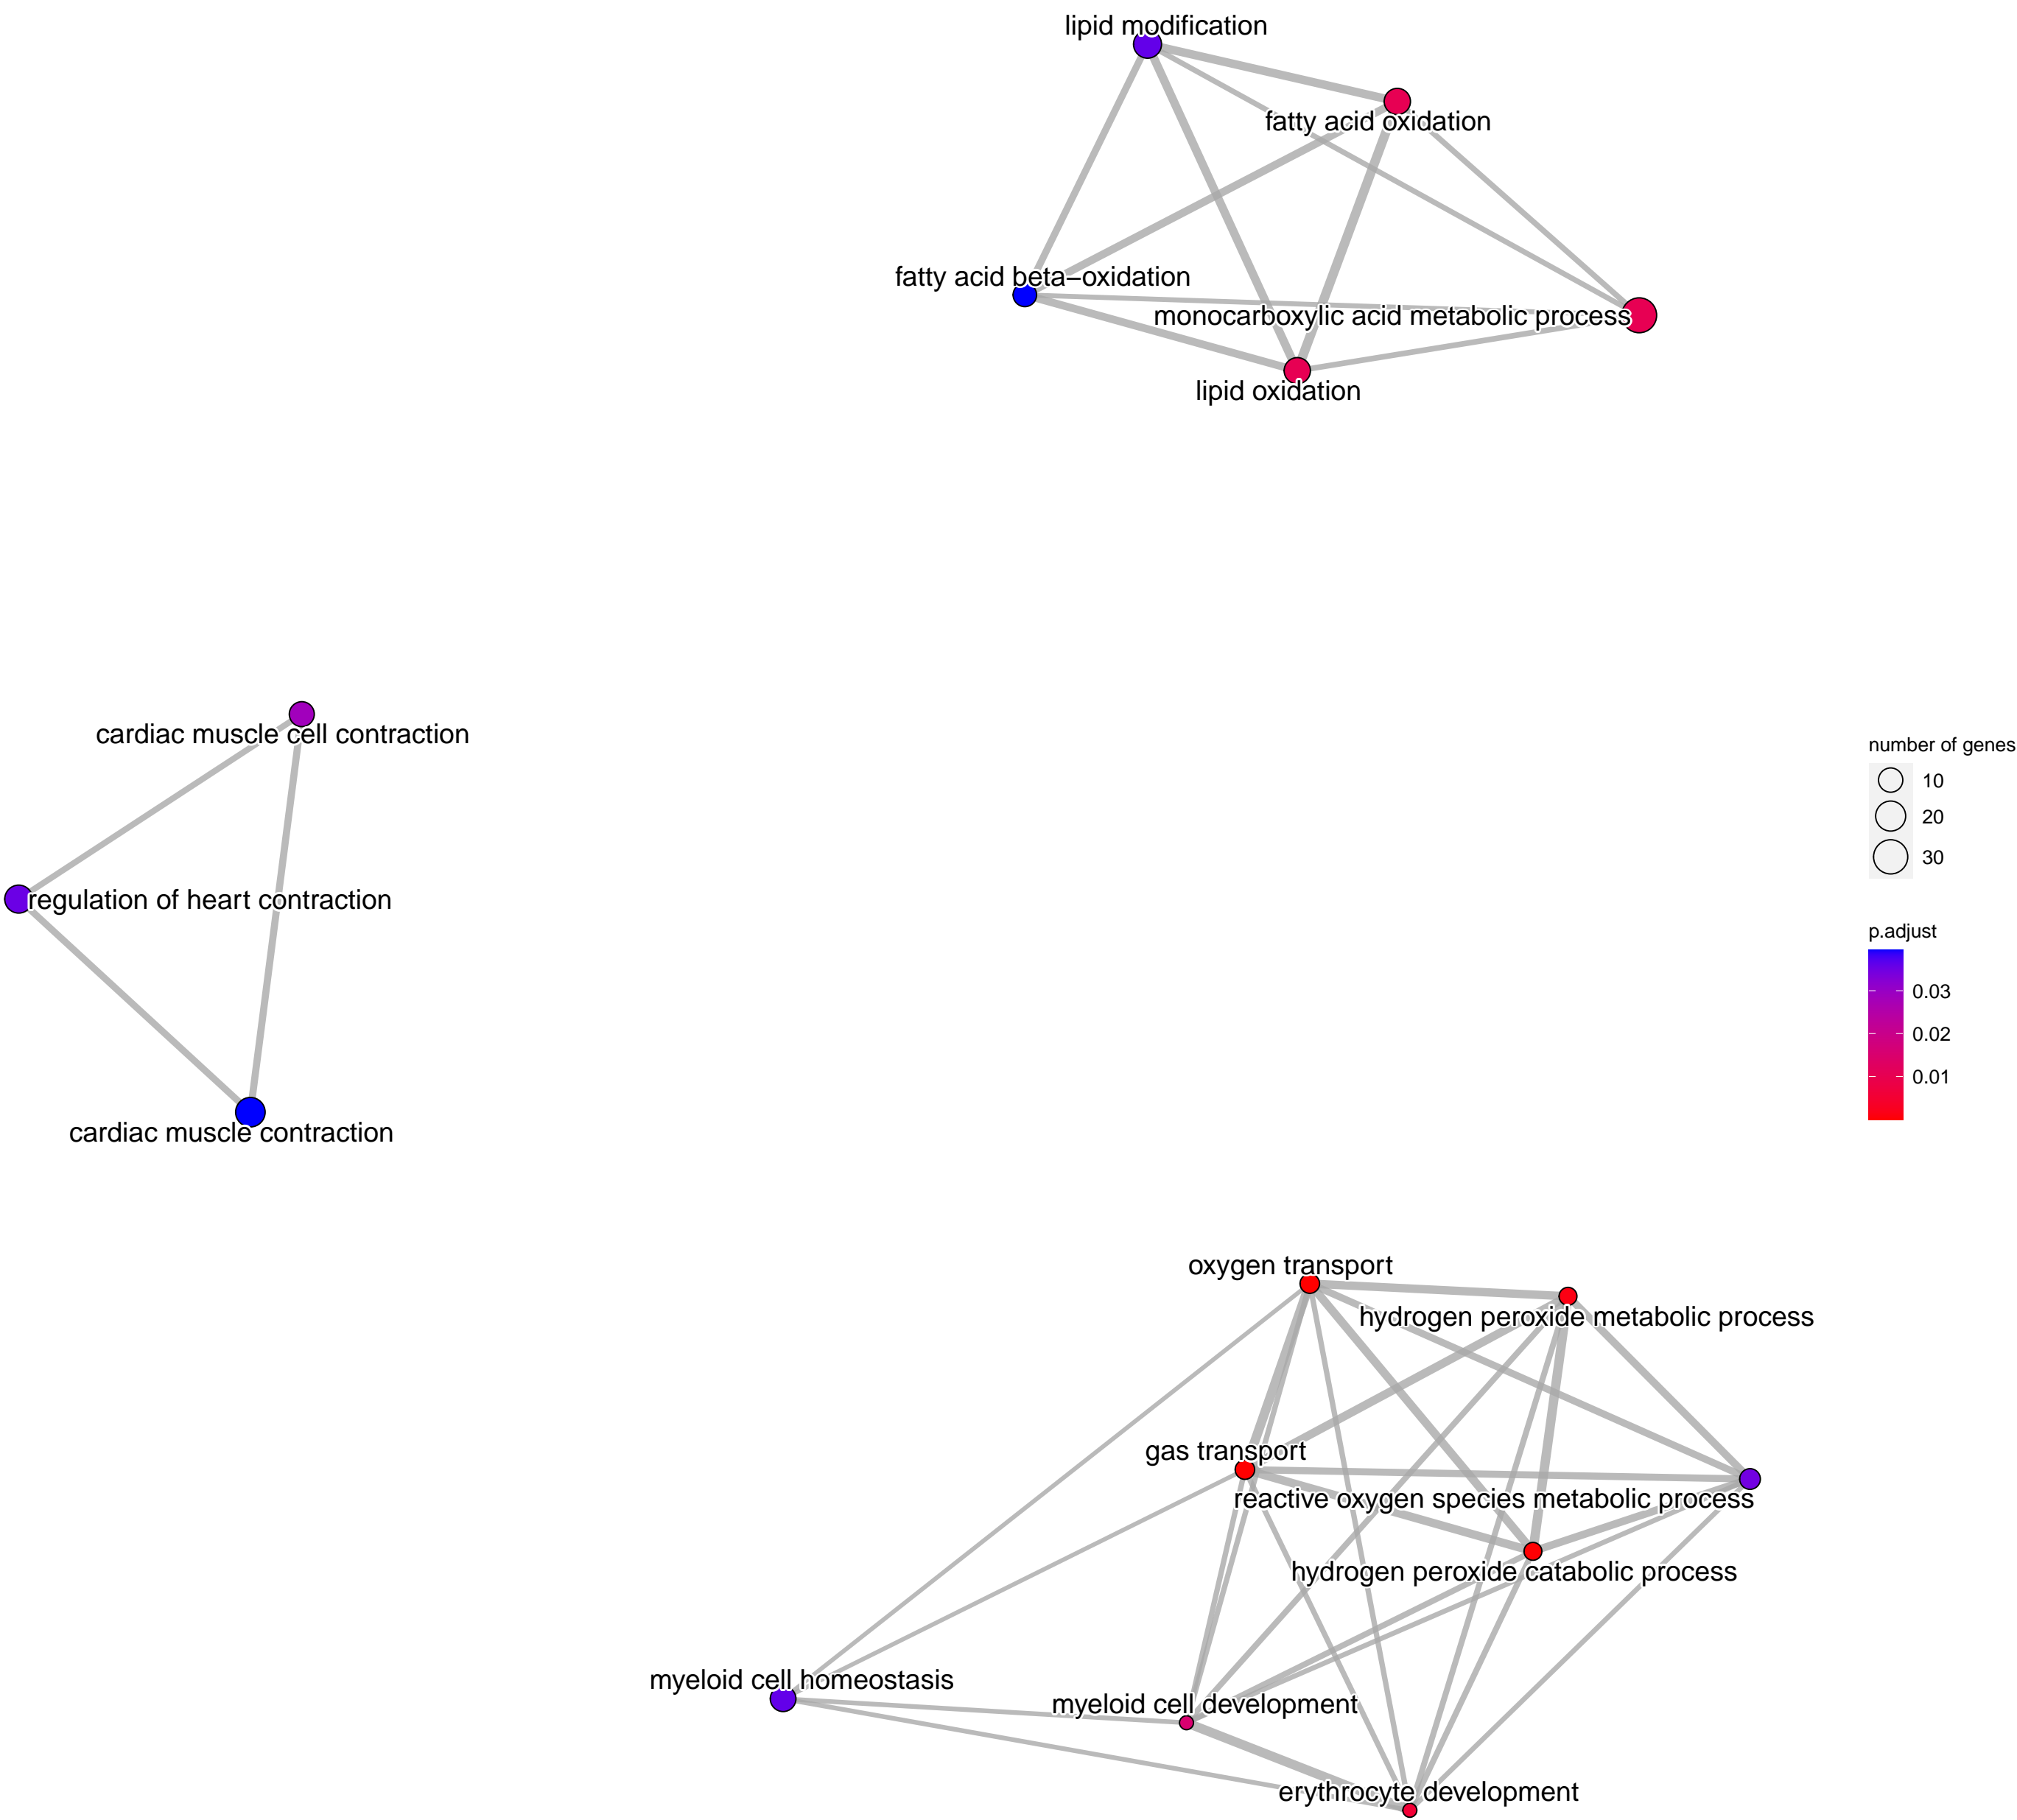 lipid modification
fatty acid oxidation
fatty acid beta−oxidation
monocarboxylic acid metabolic process
lipid oxidation
cardiac muscle cell contraction
regulation of heart contraction
cardiac muscle contraction
number of genes
10
20
30
p.adjust
0.03
0.02
0.01
oxygen transport
hydrogen peroxide metabolic process
gas transport
reactive oxygen species metabolic process
hydrogen peroxide catabolic process
myeloid cell homeostasis
myeloid cell development
erythrocyte development